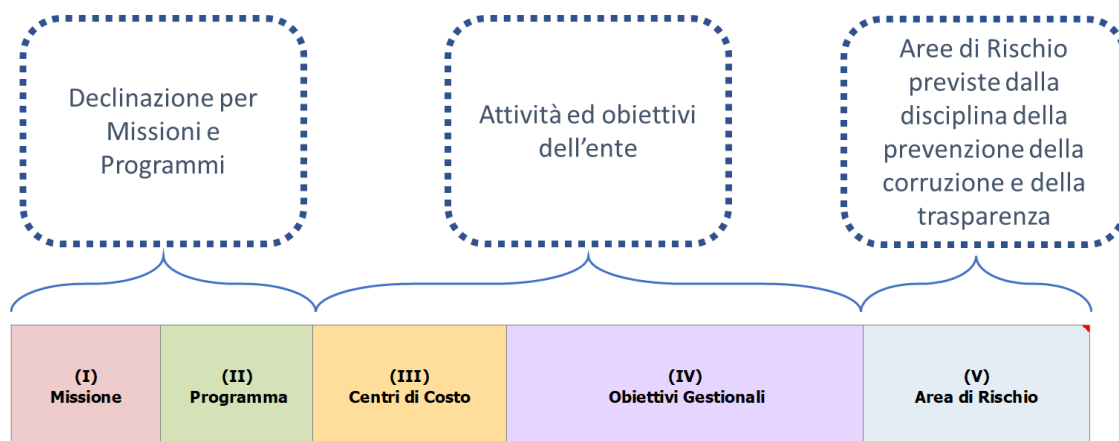 Declinazione per
Missioni e
Programmi
Attività ed obiettivi
dell'ente
Aree di Rischio
previste dalla
disciplina della
prevenzione della
corruzione e della
trasparenza
(I)
Missione
(II)
Programma
(III)
Centri di Costo
(IV)
Obiettivi Gestionali
(V)
Area di Rischio